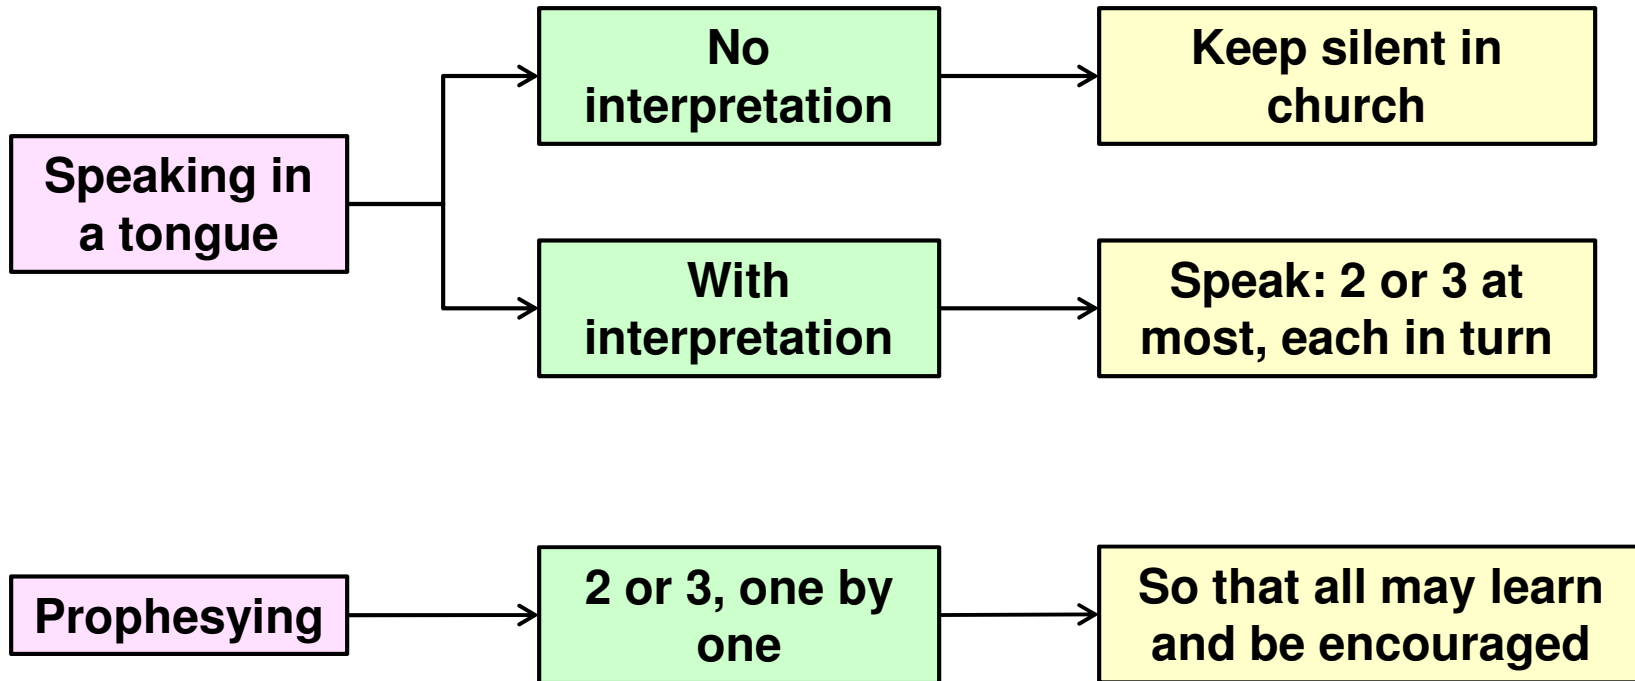 No
interpretation
Keep silent in
church
Speaking in
a tongue
With
interpretation
Speak: 2 or 3 at
most, each in turn
Prophesying
2 or 3, one by
one
So that all may learn
and be encouraged